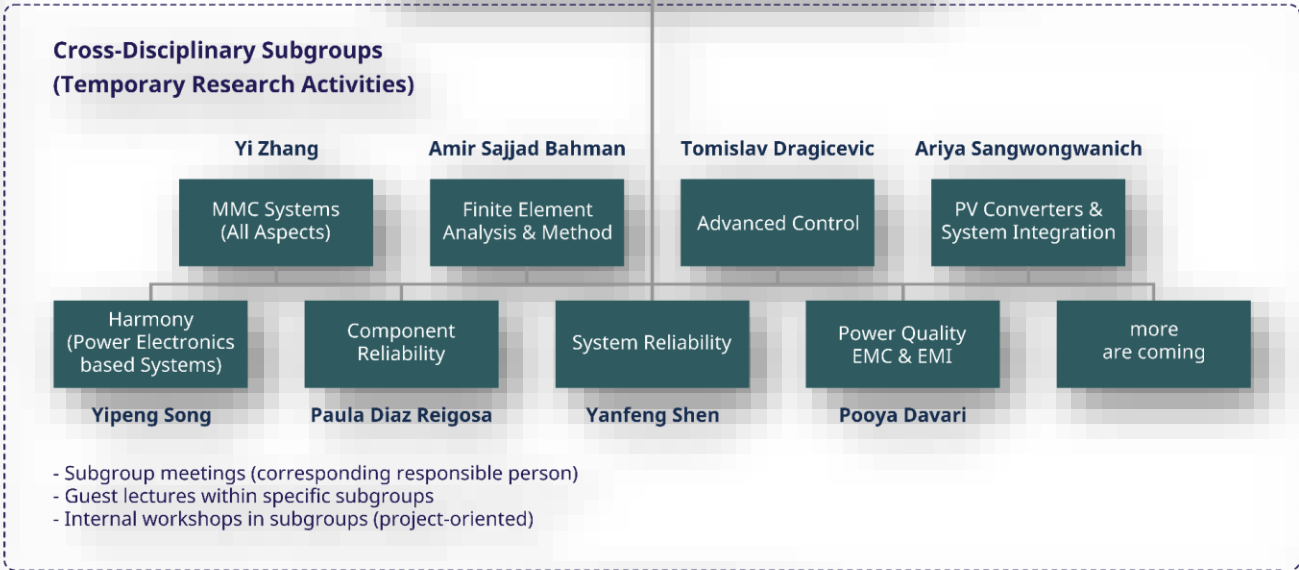 Cross-Disciplinary Subgroups
(Temporary Research Activities)
Yi Zhang
Amir Sajjad Bahman
Tomislav Dragicevic
Ariya Sangwongwanich
MMC Systems
(All Aspects)
Finite Element
Analysis & Method
Advanced Control
PV Converters &
System Integration
Harmony
(Power Electronics
based Systems)
Component
Reliability
System Reliability
Power Quality
EMC & EMI
more
are coming
Yipeng Song
Paula Diaz Reigosa
Yanfeng Shen
Pooya Davari
- Subgroup meetings (corresponding responsible person)
- Guest lectures within specific subgroups
- Internal workshops in subgroups (project-oriented)